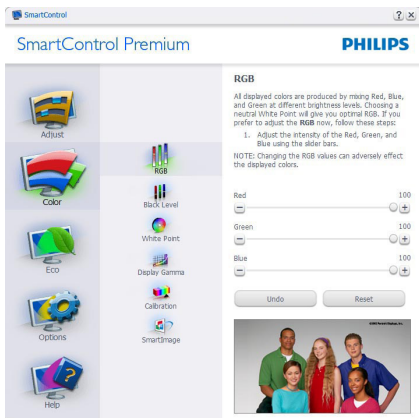 SmartControl
SmartControl Premium
PHILIPS
Adjust
Color
Eco
Options
Help
RGB
Black Level
White Point
Display Gamma
Calibration
SmartImage
RGB
All displayed colors are produced by mixing Red, Blue,
and Green at different brightness levels. Choosing a
neutral White Point will give you optimal RGB. If you
prefer to adjust the RGB now, follow these steps:
1. Adjust the intensity of the Red, Green, and
Blue using the slider bars.
NOTE: Changing the RGB values can adversely effect
the displayed colors.
Red 100
Green 100
Blue 100
Undo Reset